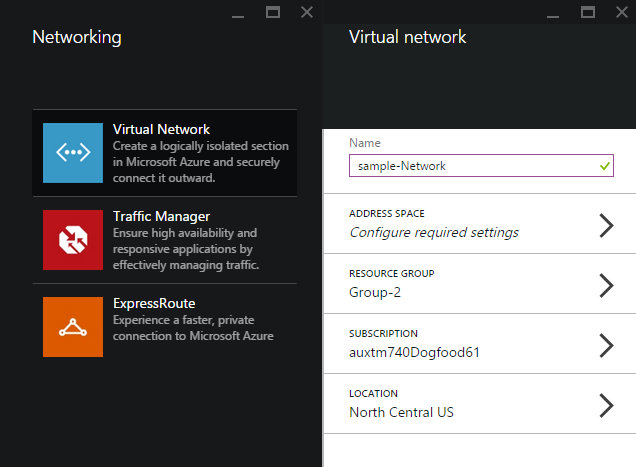 Networking
Virtual Network
Create a logically isolated section
in Microsoft Azure and securely
connect it outward.
Traffic Manager
Ensure high availability and
responsive applications by
effectively managing traffic.
ExpressRoute
Experience a faster, private
connection to Microsoft Azure
Virtual network
Name
sample-Network
ADDRESS SPACE
Configure required settings
RESOURCE GROUP
Group-2
SUBSCRIPTION
auxtm740Dogfood61
LOCATION
North Central US